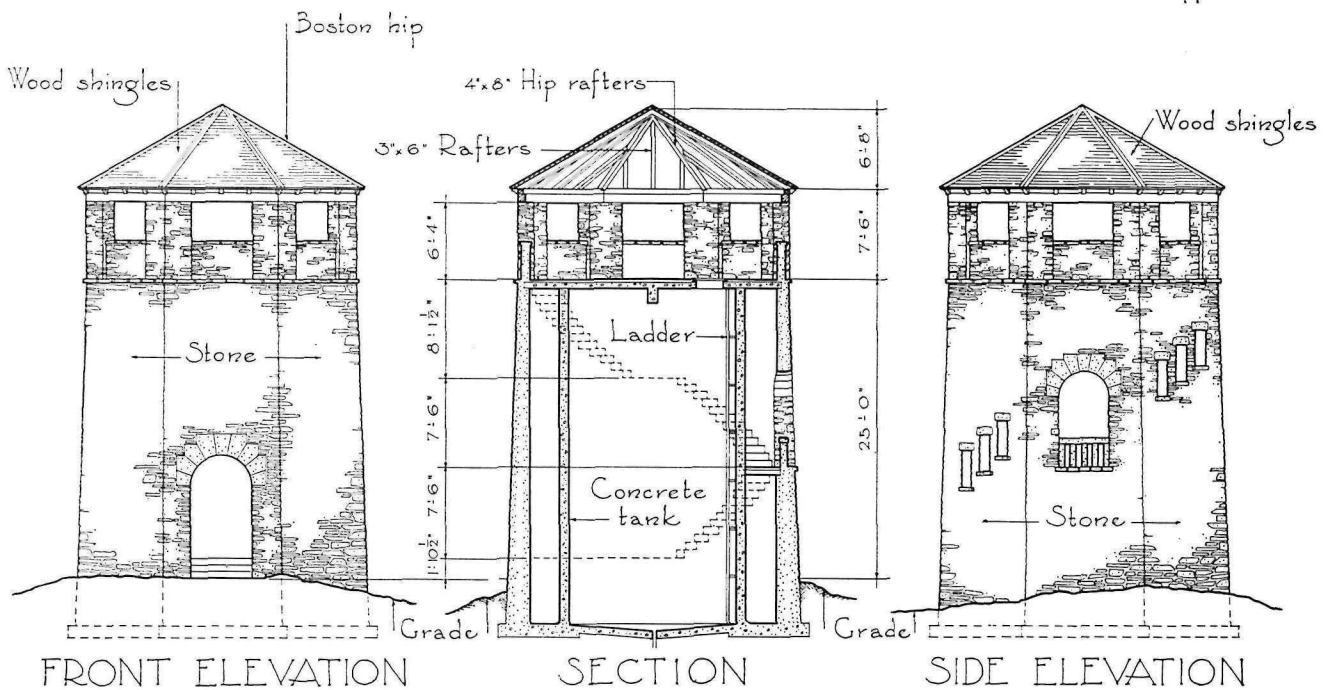 Boston hip
Wood shingles
4"x8" Hip rafters
3"x6" Rafters
Wood shingles
6'-8"
7'-6"
6'-4"
8'-1½"
7'-6"
7'-6"
1'-10½"
25'-0"
Stone
Ladder
Concrete
tank
Stone
Grade
Grade
FRONT ELEVATION
SECTION
SIDE ELEVATION